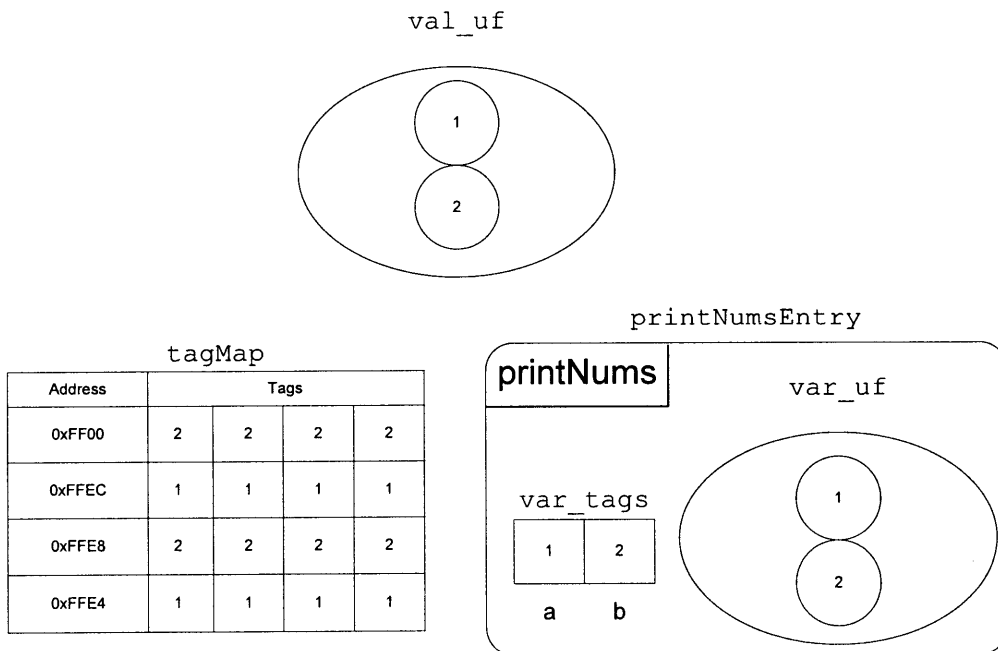 val_uf
1
2
printNumsEntry
tagMap
Address Tags
0xFF00 2 2 2 2
0xFFEC 1 1 1 1
0xFFE8 2 2 2 2
0xFFE4 1 1 1 1
printNums
var_uf
var_tags
1 2
a b
1
2